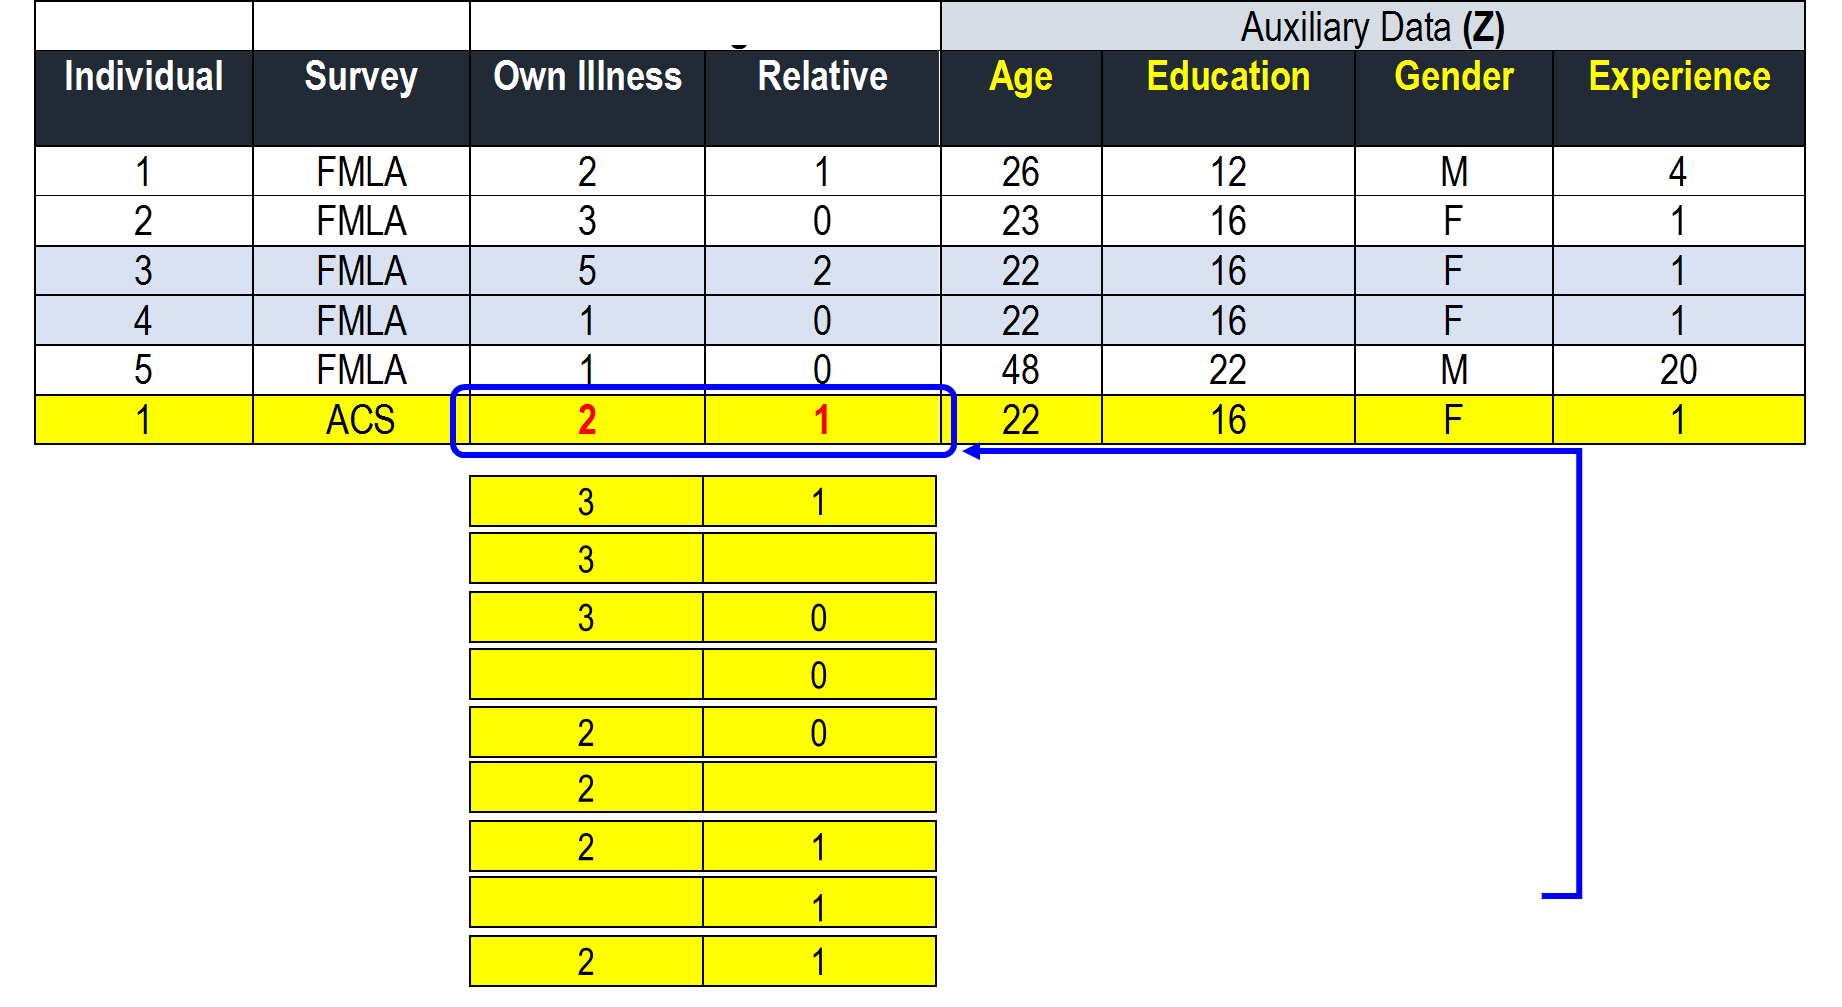 Auxiliary Data (Z)
Individual Survey Own Illness Relative Age Education Gender Experience
1 FMLA 2 1 26 12 M 4
2 FMLA 3 0 23 16 F 1
3 FMLA 5 2 22 16 F 1
4 FMLA 1 0 22 16 F 1
5 FMLA 1 0 48 22 M 20
1 ACS 2 1 22 16 F 1
3 1
3
3 0
0
2 0
2
2 1
1
2 1